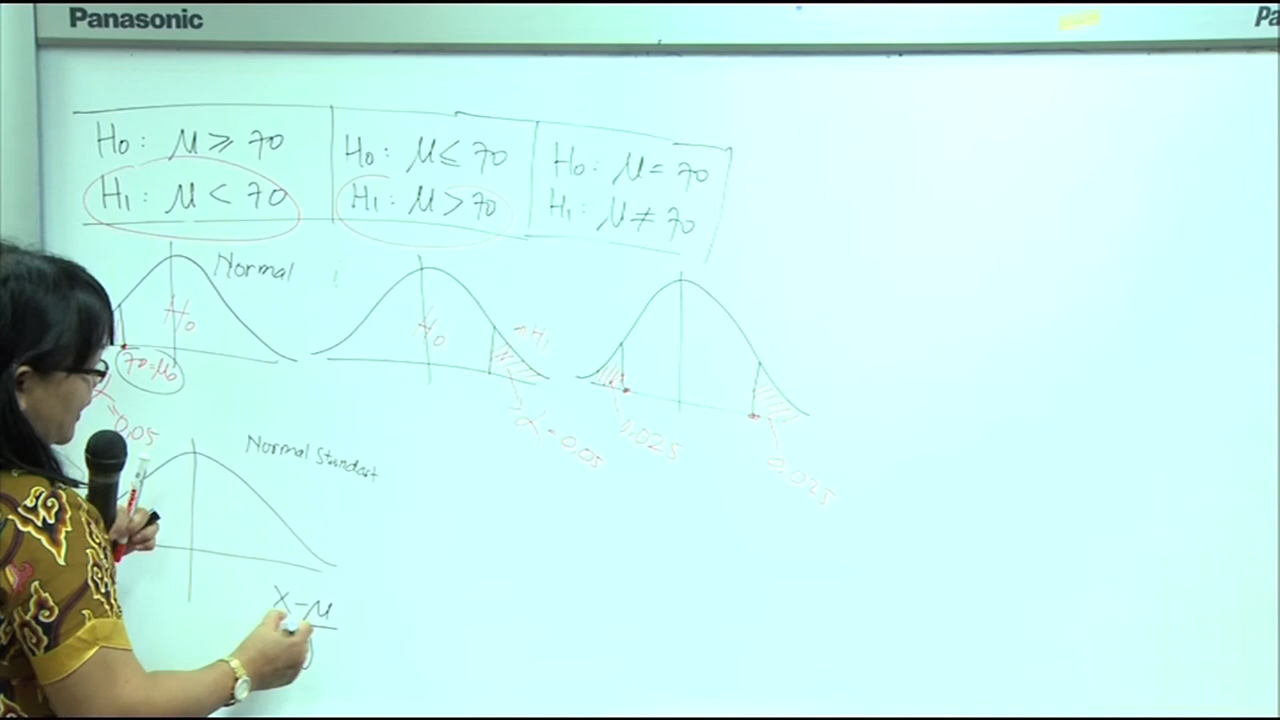 Panasonic
Pa
H₀ : μ ≥ 70
H₁ : μ < 70
H₀ : μ ≤ 70
H₁ : μ > 70
H₀ : μ = 70
H₁ : μ ≠ 70
Normal
H₀
70 = μ₀
= 0,05
H₀
H₁
α = 0,05
0,025
0,025
Normal Standart
X - μ